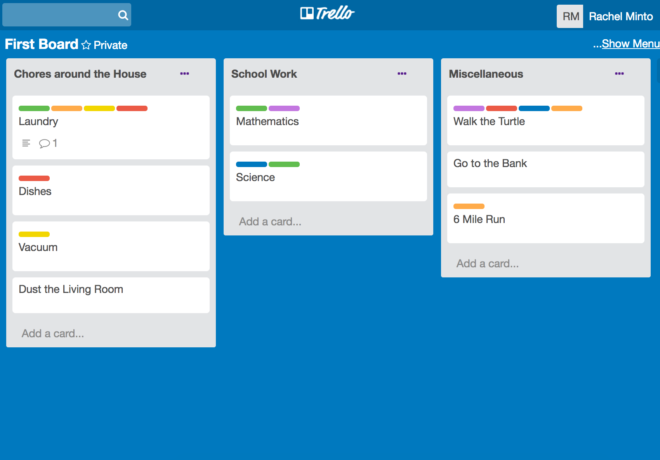 Trello
RM Rachel Minto
First Board Private
...Show Menu
Chores around the House ...
Laundry
1
Dishes
Vacuum
Dust the Living Room
Add a card...
School Work ...
Mathematics
Science
Add a card...
Miscellaneous ...
Walk the Turtle
Go to the Bank
6 Mile Run
Add a card...